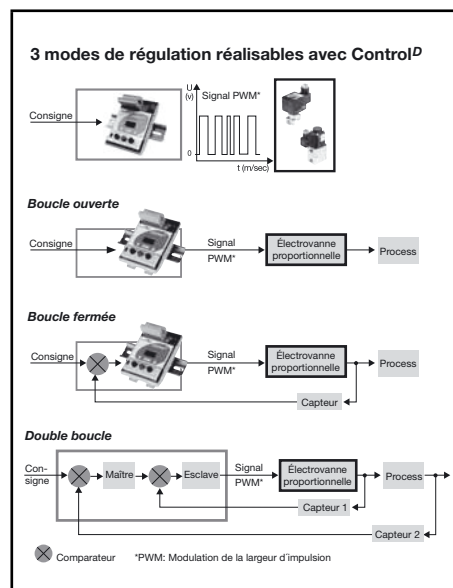 3 modes de régulation réalisables avec ControlD
U
(v)
Signal PWM*
Consigne
0
t (m/sec)
Boucle ouverte
Consigne
Signal
PWM*
Électrovanne
proportionnelle
Process
Boucle fermée
Consigne
Signal
PWM*
Électrovanne
proportionnelle
Process
Capteur
Double boucle
Con-
signe
Maître
Esclave
Signal
PWM*
Électrovanne
proportionnelle
Process
Capteur 1
Capteur 2
Comparateur
*PWM: Modulation de la largeur d´impulsion